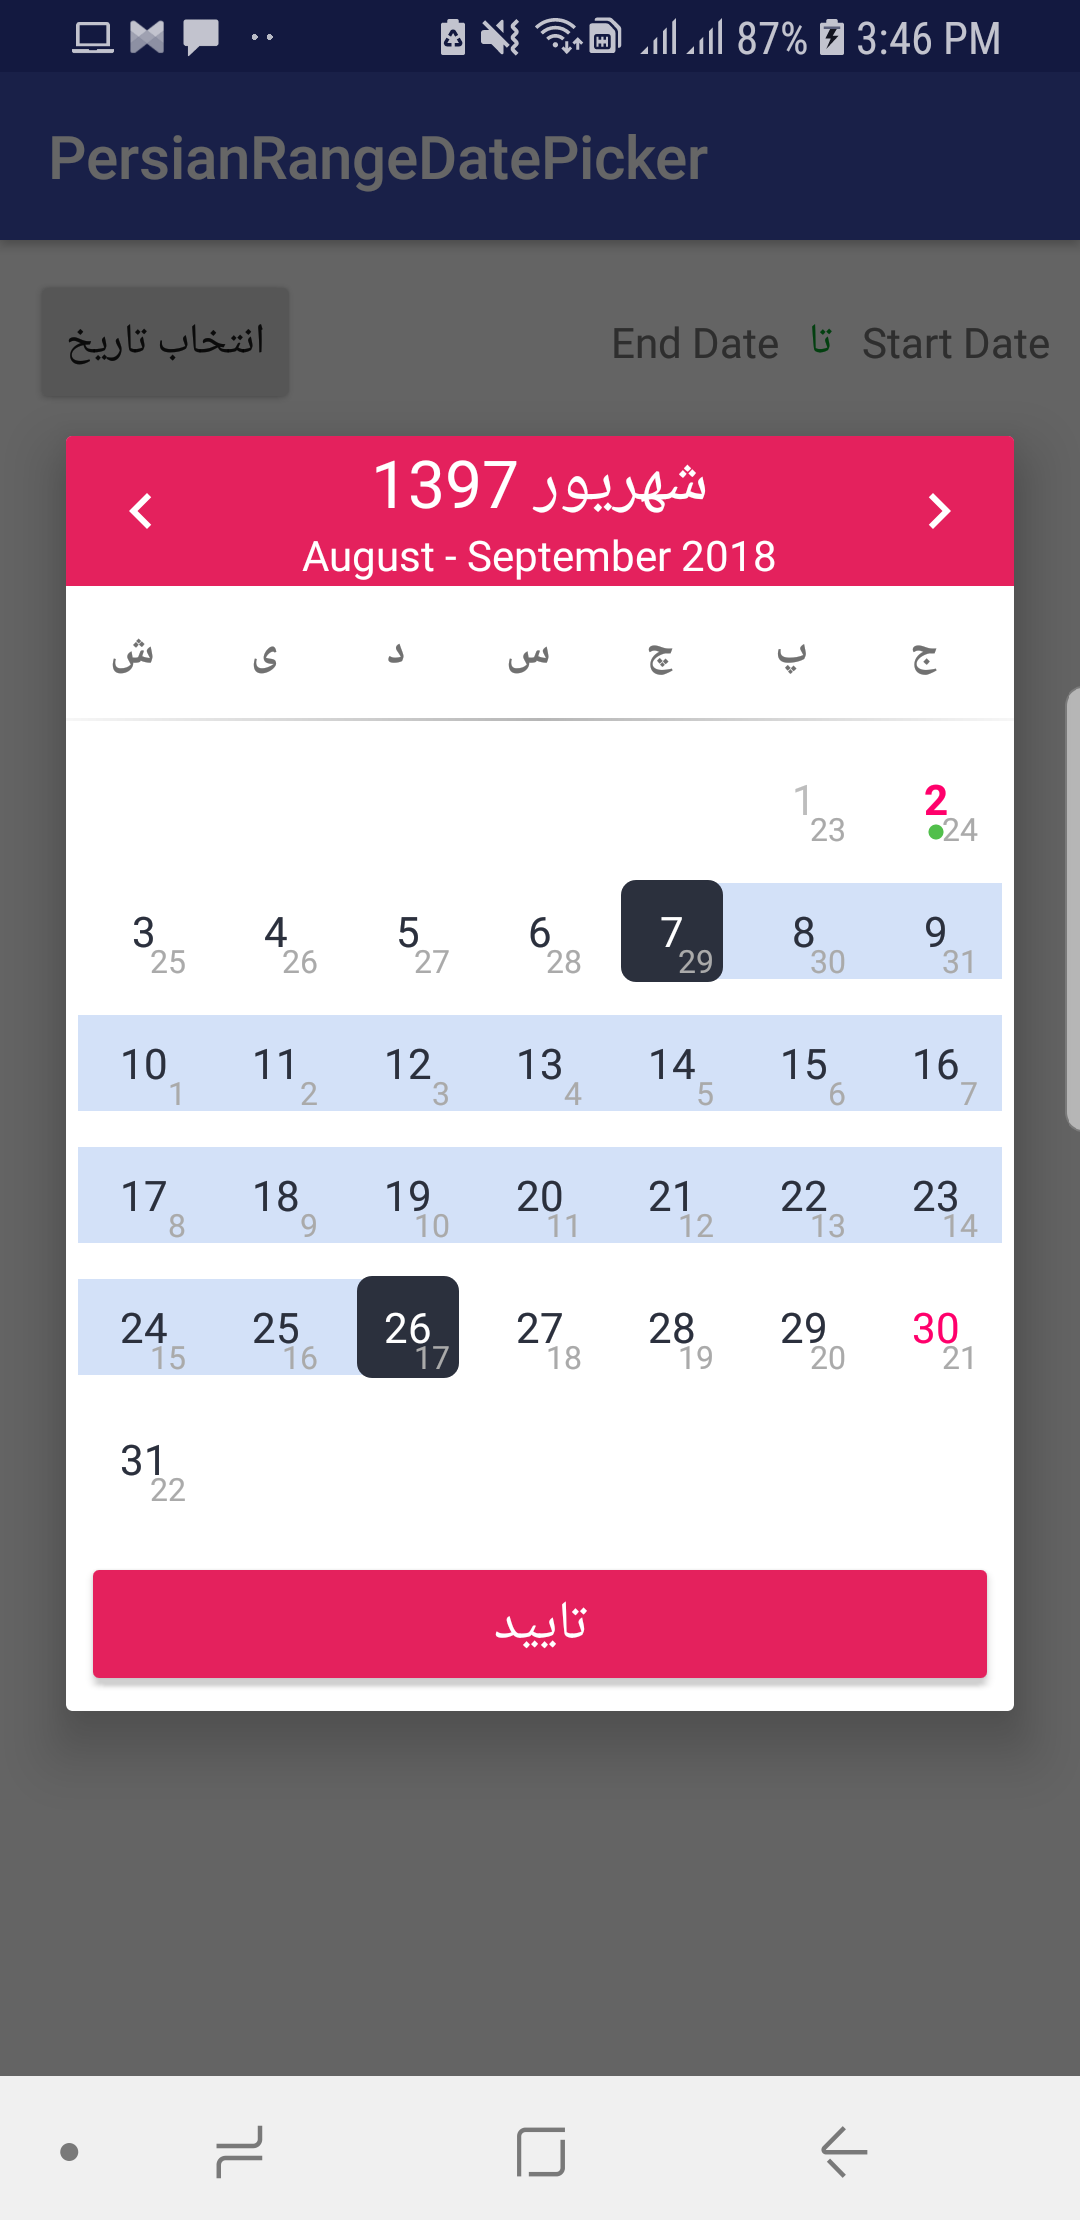 87% 3:46 PM
PersianRangeDatePicker
انتخاب تاریخ End Date تا Start Date
شهریور 1397
August - September 2018
ش ی د س چ پ ج
1 23 2 24
3 25 4 26 5 27 6 28 7 29 8 30 9 31
10 1 11 2 12 3 13 4 14 5 15 6 16 7
17 8 18 9 19 10 20 11 21 12 22 13 23 14
24 15 25 16 26 17 27 18 28 19 29 20 30 21
31 22
تایید